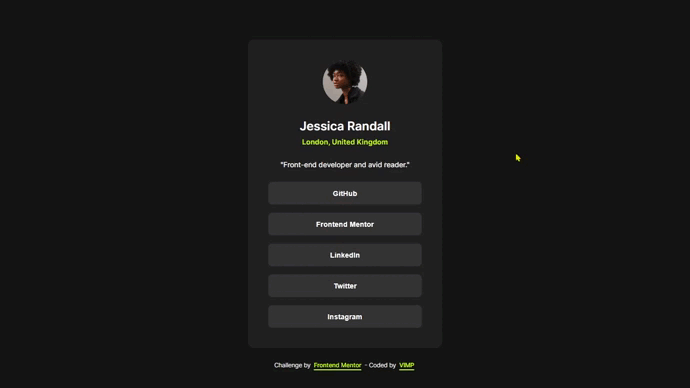 Jessica Randall
London, United Kingdom
"Front-end developer and avid reader."
GitHub
Frontend Mentor
LinkedIn
Twitter
Instagram
Challenge by Frontend Mentor - Coded by VIMP